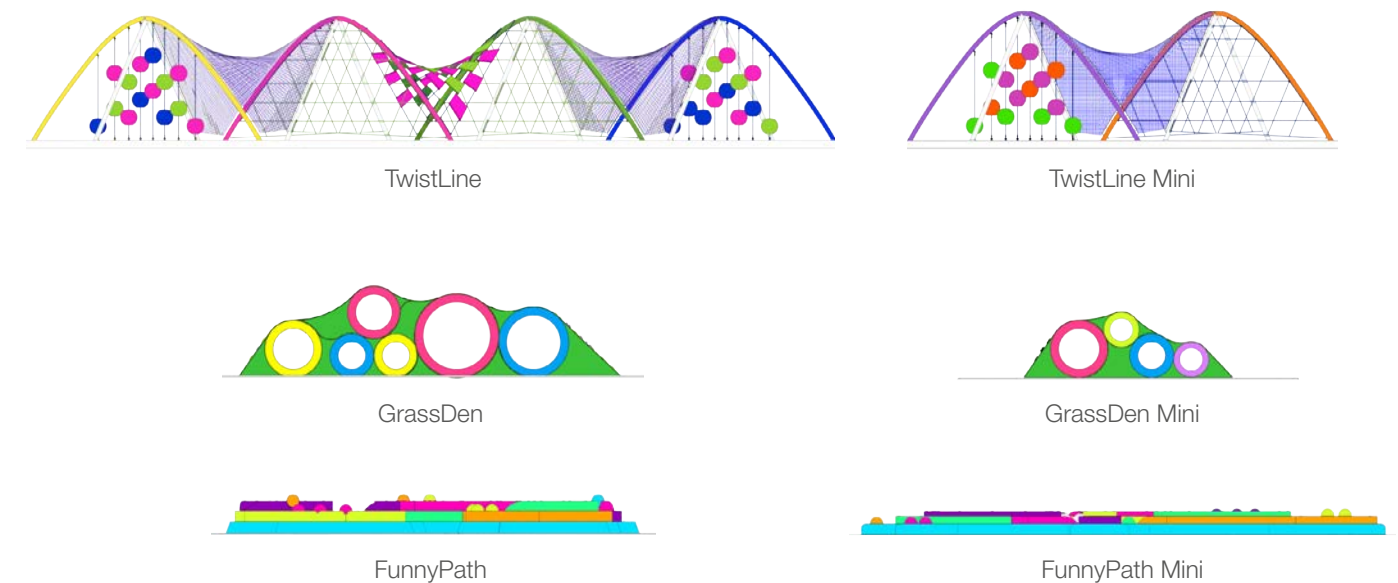 TwistLine
TwistLine Mini
GrassDen
GrassDen Mini
FunnyPath
FunnyPath Mini